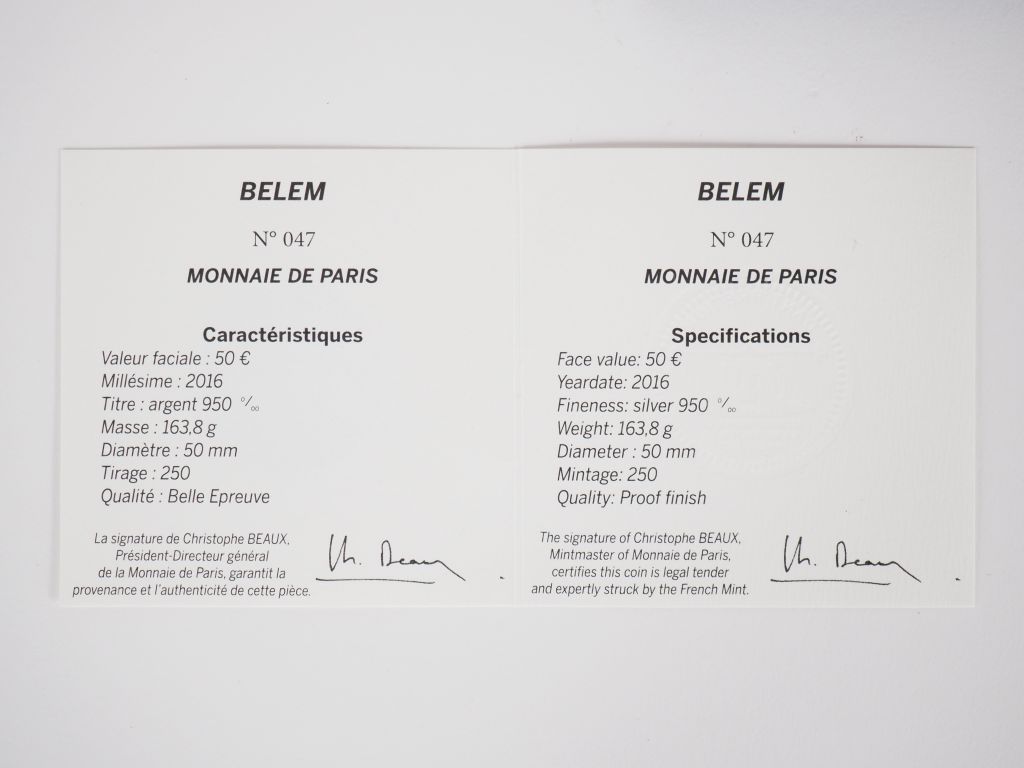 BELEM
N° 047
MONNAIE DE PARIS
Caractéristiques
Valeur faciale : 50 €
Millésime : 2016
Titre : argent 950 ‰
Masse : 163,8 g
Diamètre : 50 mm
Tirage : 250
Qualité : Belle Epreuve
La signature de Christophe BEAUX,
Président-Directeur général
de la Monnaie de Paris, garantit la
provenance et l'authenticité de cette pièce.
Ch. Beaux
BELEM
N° 047
MONNAIE DE PARIS
Specifications
Face value: 50 €
Yeardate: 2016
Fineness: silver 950 ‰
Weight: 163,8 g
Diameter : 50 mm
Mintage: 250
Quality: Proof finish
The signature of Christophe BEAUX,
Mintmaster of Monnaie de Paris,
certifies this coin is legal tender
and expertly struck by the French Mint.
Ch. Beaux